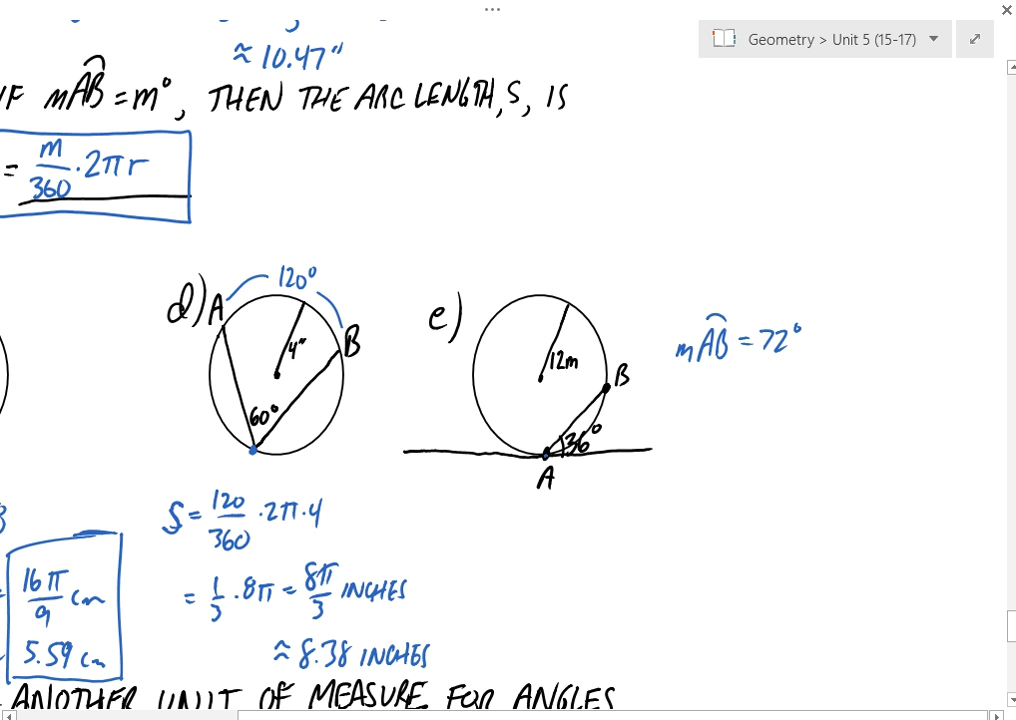 Geometry > Unit 5 (15-17)
≈ 10.47"
IF mAB = m°, THEN THE ARC LENGTH, S, IS
= m/360 · 2πr
d) A 120° B 4" 60°
e) 12m B 36° A
mAB = 72°
S = 120/360 · 2π · 4
= 1/3 · 8π = 8π/3 INCHES
≈ 8.38 INCHES
16π/9 cm
5.59 cm
ANOTHER UNIT OF MEASURE FOR ANGLES